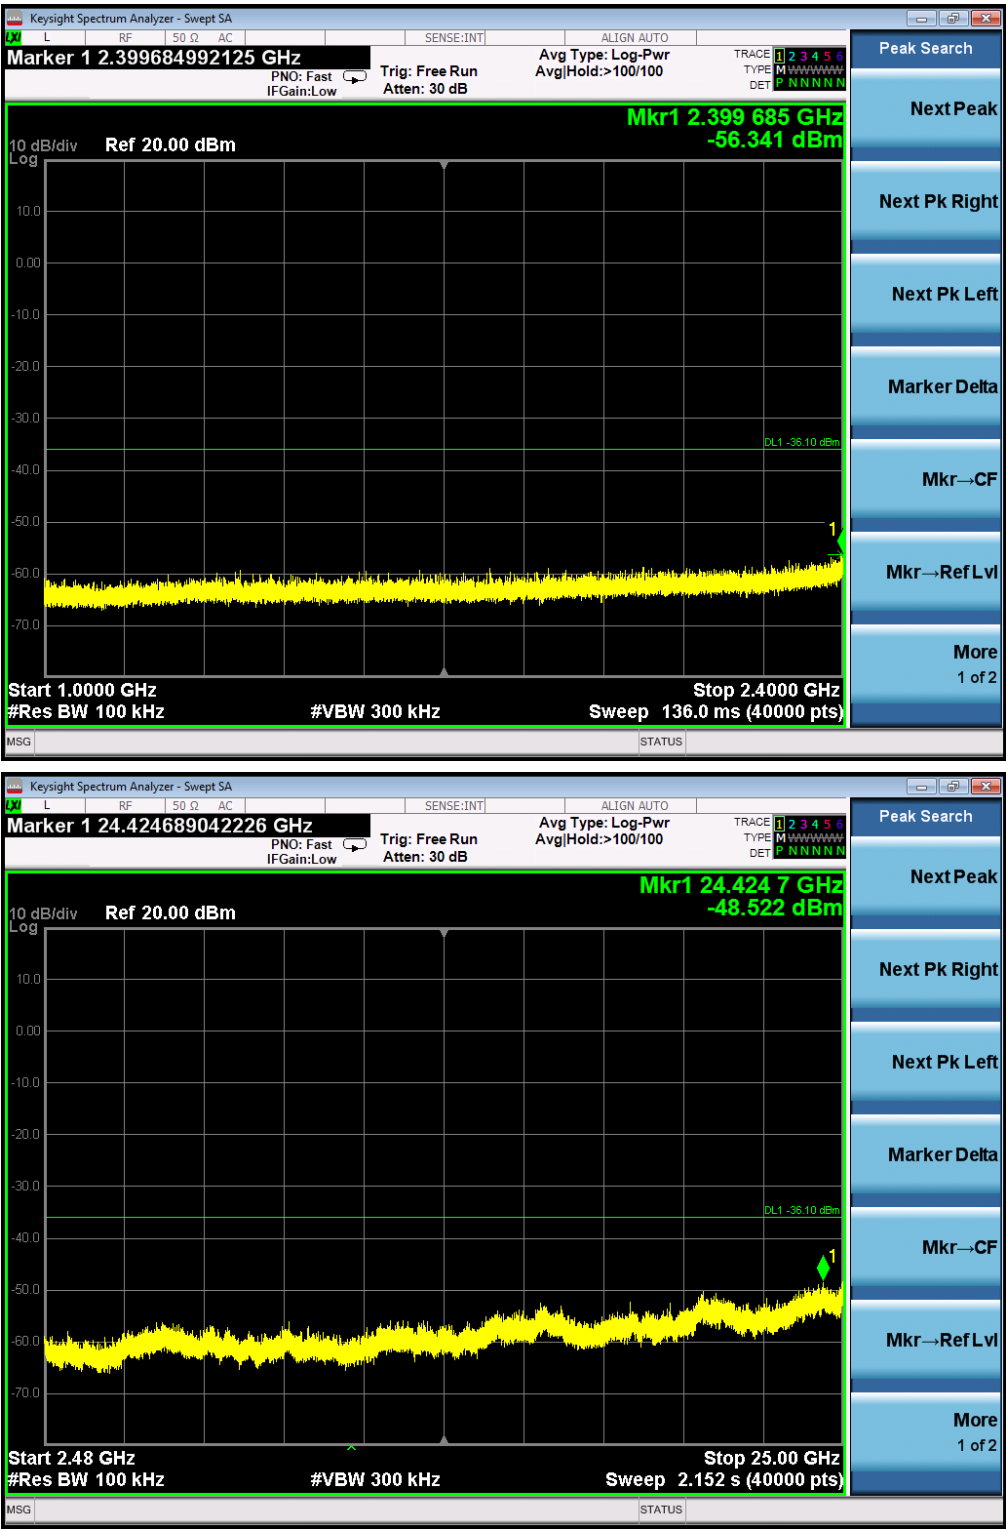 Keysight Spectrum Analyzer - Swept SA
LXI L RF 50 Ω AC SENSE:INT ALIGN AUTO
Marker 1 2.399684992125 GHz
PNO: Fast
IFGain:Low
Trig: Free Run
Atten: 30 dB
Avg Type: Log-Pwr
Avg|Hold:>100/100
TRACE 1 2 3 4 5 6
TYPE M WWWWW
DET P N N N N N
Mkr1 2.399 685 GHz
-56.341 dBm
10 dB/div Ref 20.00 dBm
Log
10.0
0.00
-10.0
-20.0
-30.0
DL1 -36.10 dBm
-40.0
-50.0
1
-60.0
-70.0
Start 1.0000 GHz Stop 2.4000 GHz
#Res BW 100 kHz #VBW 300 kHz Sweep 136.0 ms (40000 pts)
MSG STATUS
Peak Search
Next Peak
Next Pk Right
Next Pk Left
Marker Delta
Mkr→CF
Mkr→Ref Lvl
More
1 of 2
Keysight Spectrum Analyzer - Swept SA
LXI L RF 50 Ω AC SENSE:INT ALIGN AUTO
Marker 1 24.424689042226 GHz
PNO: Fast
IFGain:Low
Trig: Free Run
Atten: 30 dB
Avg Type: Log-Pwr
Avg|Hold:>100/100
TRACE 1 2 3 4 5 6
TYPE M WWWWW
DET P N N N N N
Mkr1 24.424 7 GHz
-48.522 dBm
10 dB/div Ref 20.00 dBm
Log
10.0
0.00
-10.0
-20.0
-30.0
DL1 -36.10 dBm
-40.0
1
-50.0
-60.0
-70.0
Start 2.48 GHz Stop 25.00 GHz
#Res BW 100 kHz #VBW 300 kHz Sweep 2.152 s (40000 pts)
MSG STATUS
Peak Search
Next Peak
Next Pk Right
Next Pk Left
Marker Delta
Mkr→CF
Mkr→Ref Lvl
More
1 of 2